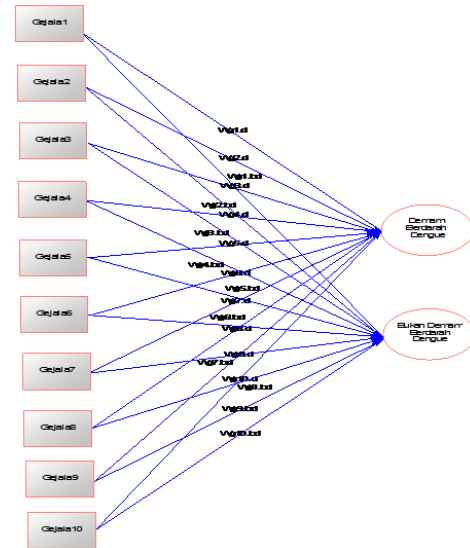 Gejala1
Gejala2
Gejala3
Gejala4
Gejala5
Gejala6
Gejala7
Gejala8
Gejala9
Gejala10
Wg1.d
Wg2.d
Wg1.bd
Wg3.d
Wg2.bd
Wg4.d
Wg3.bd
Wg5.d
Wg4.bd
Wg6.d
Wg5.bd
Wg7.d
Wg6.bd
Wg8.d
Wg9.d
Wg7.bd
Wg10.d
Wg8.bd
Wg9.bd
Wg10.bd
Demam
Berdarah
Dengue
Bukan Demam
Berdarah
Dengue